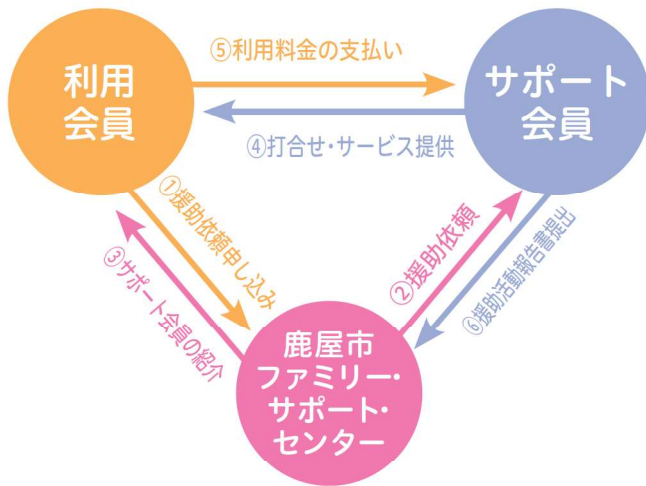 ⑤利用料金の支払い
利用
会員
サポート
会員
④打合せ・サービス提供
①援助依頼申し込み
③サポート会員の紹介
②援助依頼
⑥援助活動報告書提出
鹿屋市
ファミリー・
サポート・
センター